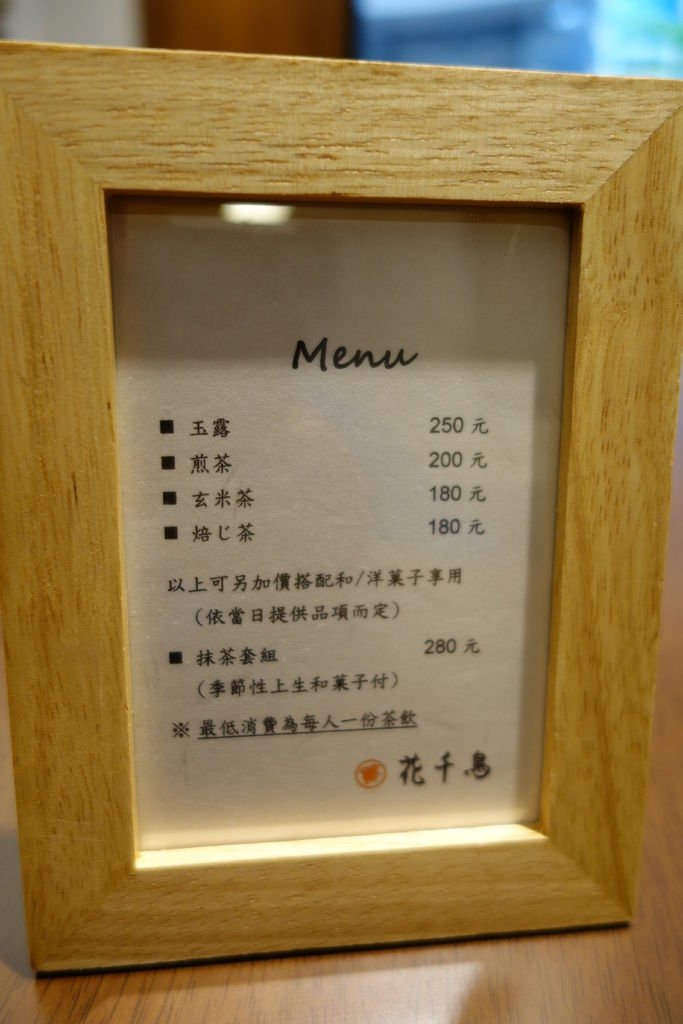 Menu
■ 玉露 250 元
■ 煎茶 200 元
■ 玄米茶 180 元
■ 焙じ茶 180 元
以上可另加價搭配和/洋菓子享用
(依當日提供品項而定)
■ 抹茶套組 280 元
(季節性上生和菓子付)
※ 最低消費為每人一份茶飲
花千鳥